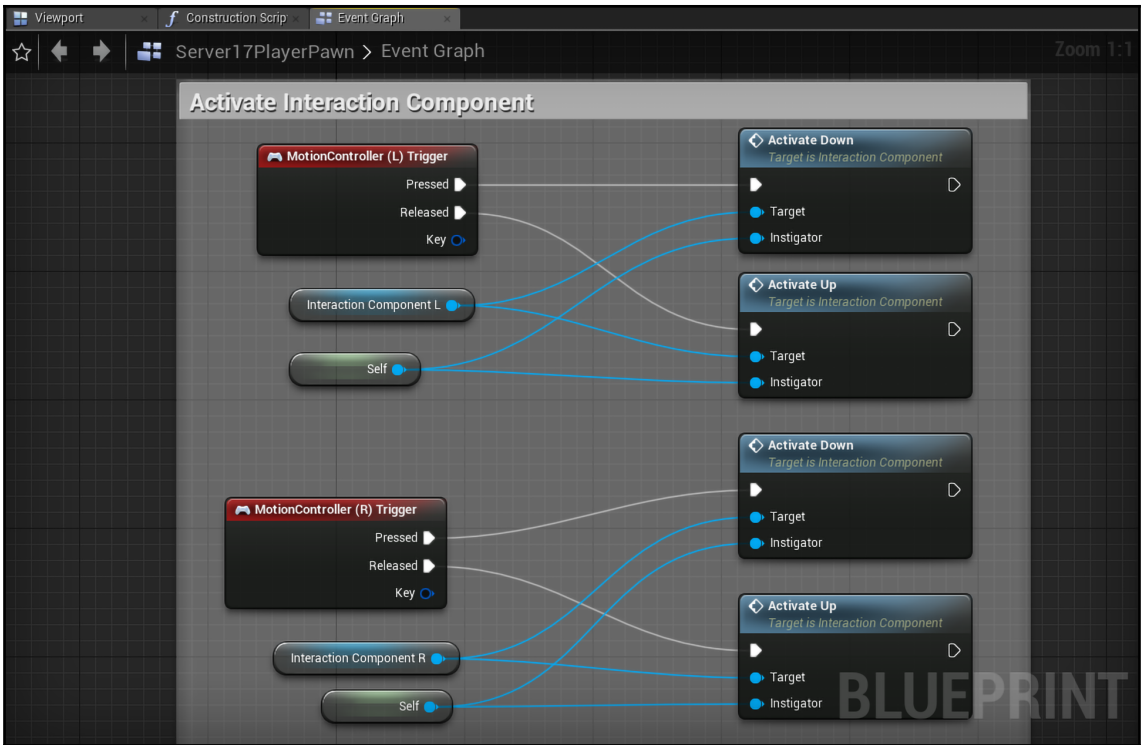 Viewport
Construction Scrip
Event Graph
Server17PlayerPawn > Event Graph
Zoom 1:1
Activate Interaction Component
MotionController (L) Trigger
Pressed
Released
Key
Interaction Component L
Self
Activate Down
Target is Interaction Component
Target
Instigator
Activate Up
Target is Interaction Component
Target
Instigator
MotionController (R) Trigger
Pressed
Released
Key
Interaction Component R
Self
Activate Down
Target is Interaction Component
Target
Instigator
Activate Up
Target is Interaction Component
Target
Instigator
BLUEPRINT